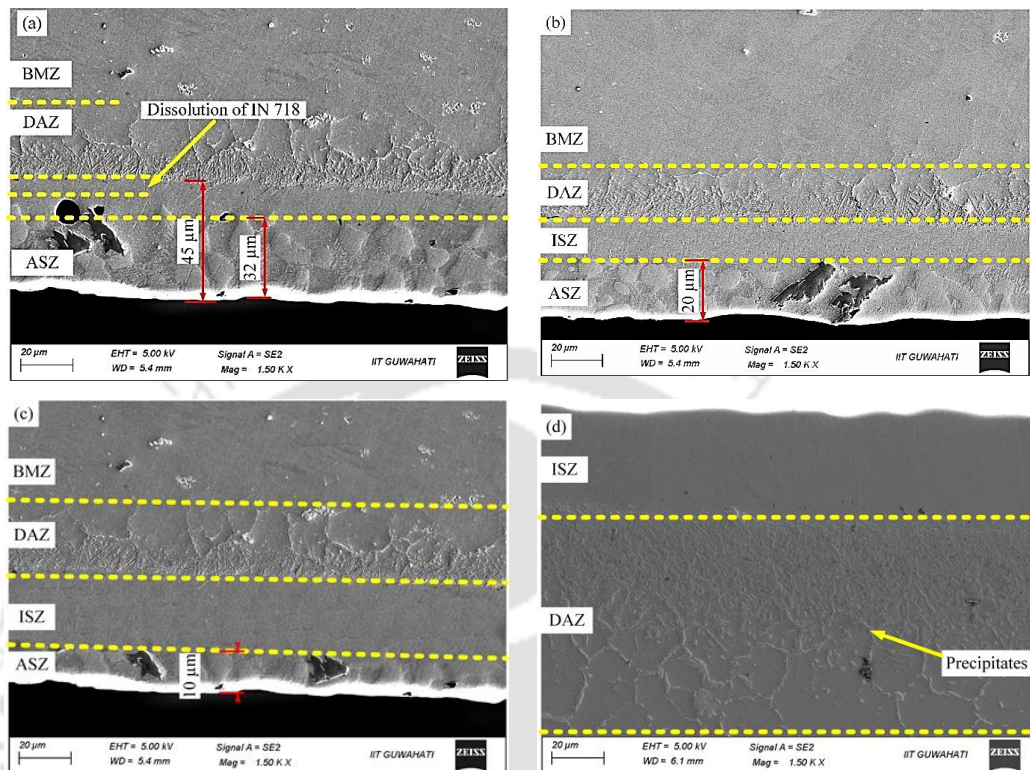 (a)
BMZ
DAZ
Dissolution of IN 718
45 µm
32 µm
ASZ
20 µm
EHT = 5.00 kV
WD = 5.4 mm
Signal A = SE2
Mag = 1.50 K X
IIT GUWAHATI
ZEISS
(b)
BMZ
DAZ
ISZ
ASZ
20 µm
20 µm
EHT = 5.00 kV
WD = 5.4 mm
Signal A = SE2
Mag = 1.50 K X
IIT GUWAHATI
ZEISS
(c)
BMZ
DAZ
ISZ
ASZ
10 µm
20 µm
EHT = 5.00 kV
WD = 5.4 mm
Signal A = SE2
Mag = 1.50 K X
IIT GUWAHATI
ZEISS
(d)
ISZ
DAZ
Precipitates
20 µm
EHT = 5.00 kV
WD = 6.1 mm
Signal A = SE2
Mag = 1.50 K X
IIT GUWAHATI
ZEISS